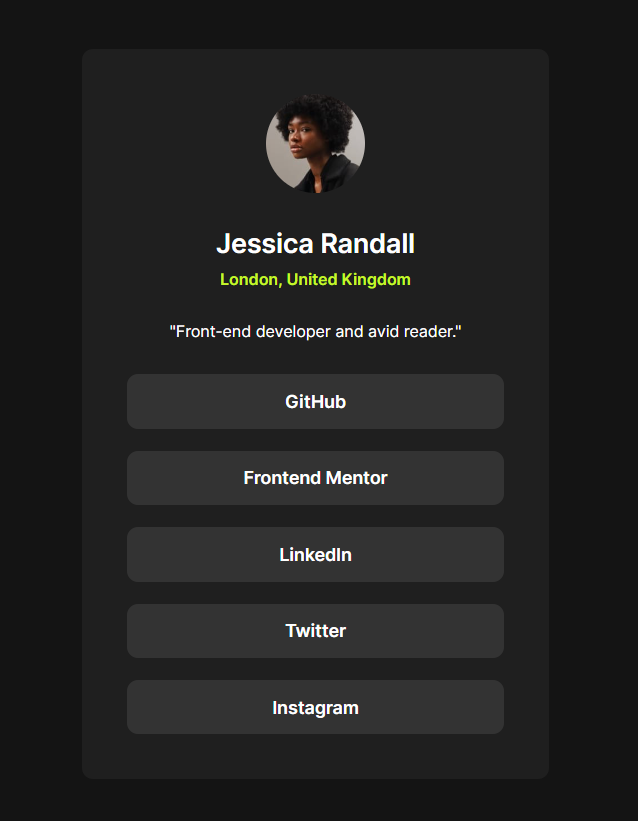 Jessica Randall
London, United Kingdom
"Front-end developer and avid reader."
GitHub
Frontend Mentor
LinkedIn
Twitter
Instagram